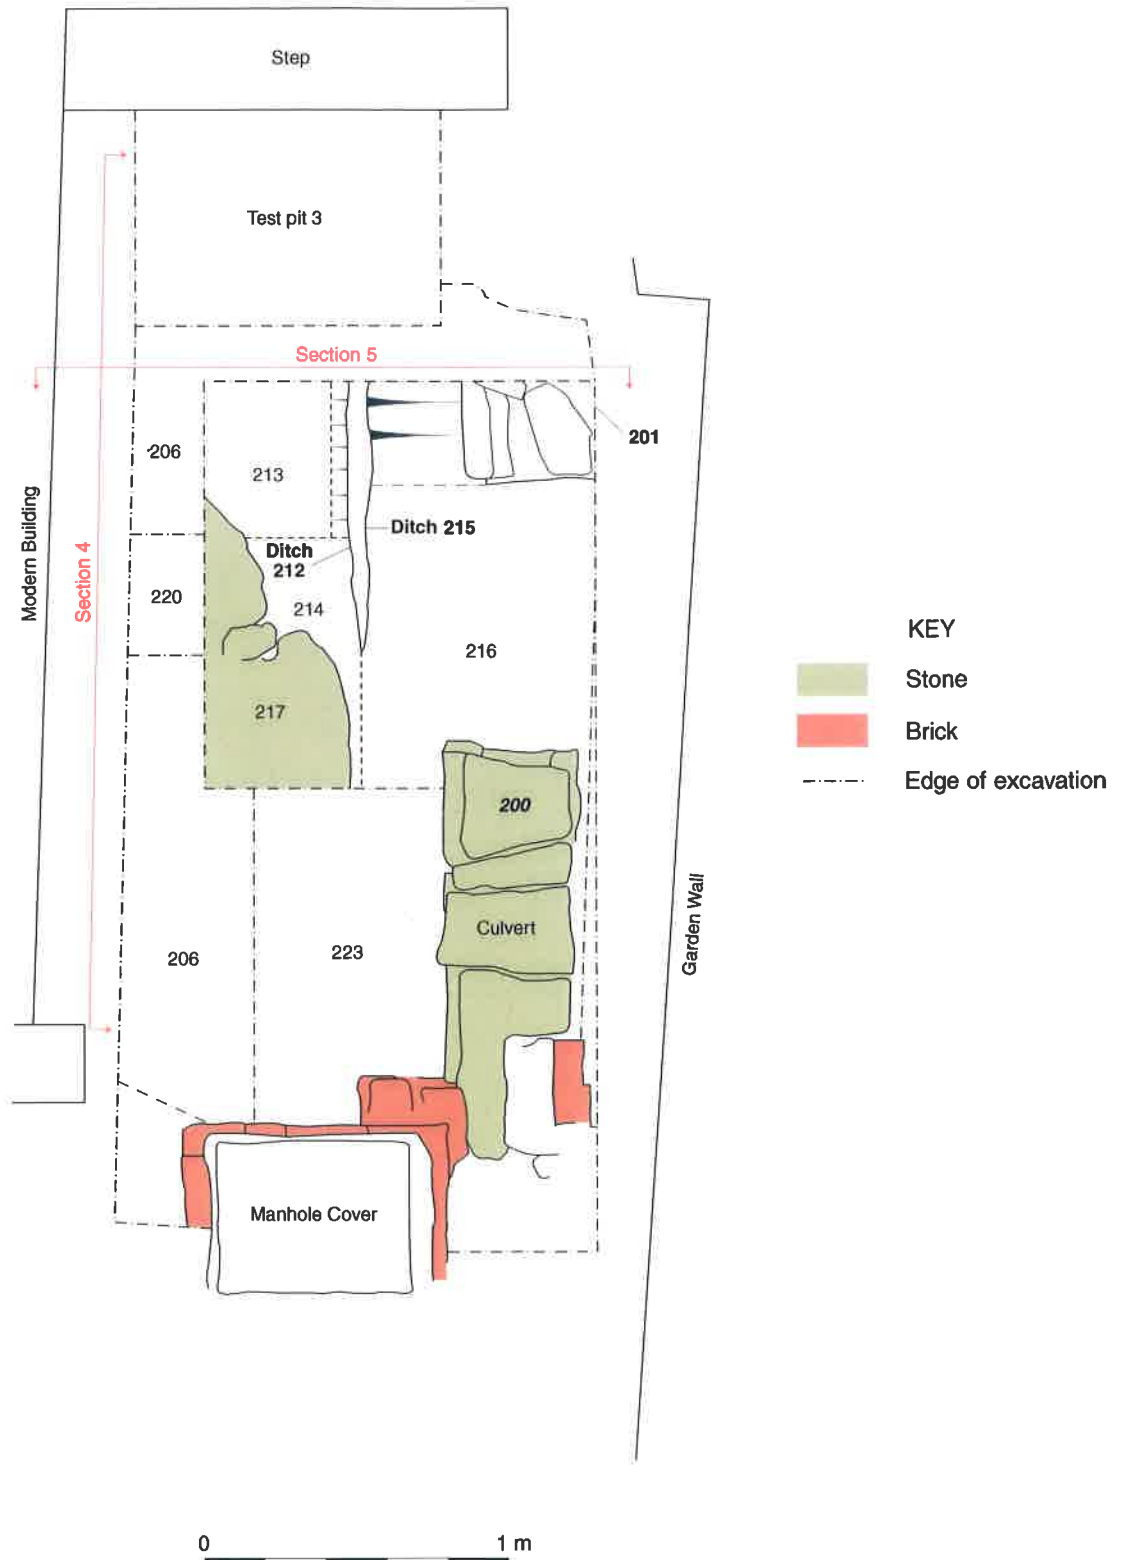 Step
Test pit 3
Section 5
201
206
213
Ditch 215
Ditch
212
Modern Building
Section 4
220
214
216
217
KEY
Stone
Brick
Edge of excavation
200
Culvert
Garden Wall
206
223
Manhole Cover
0 1 m